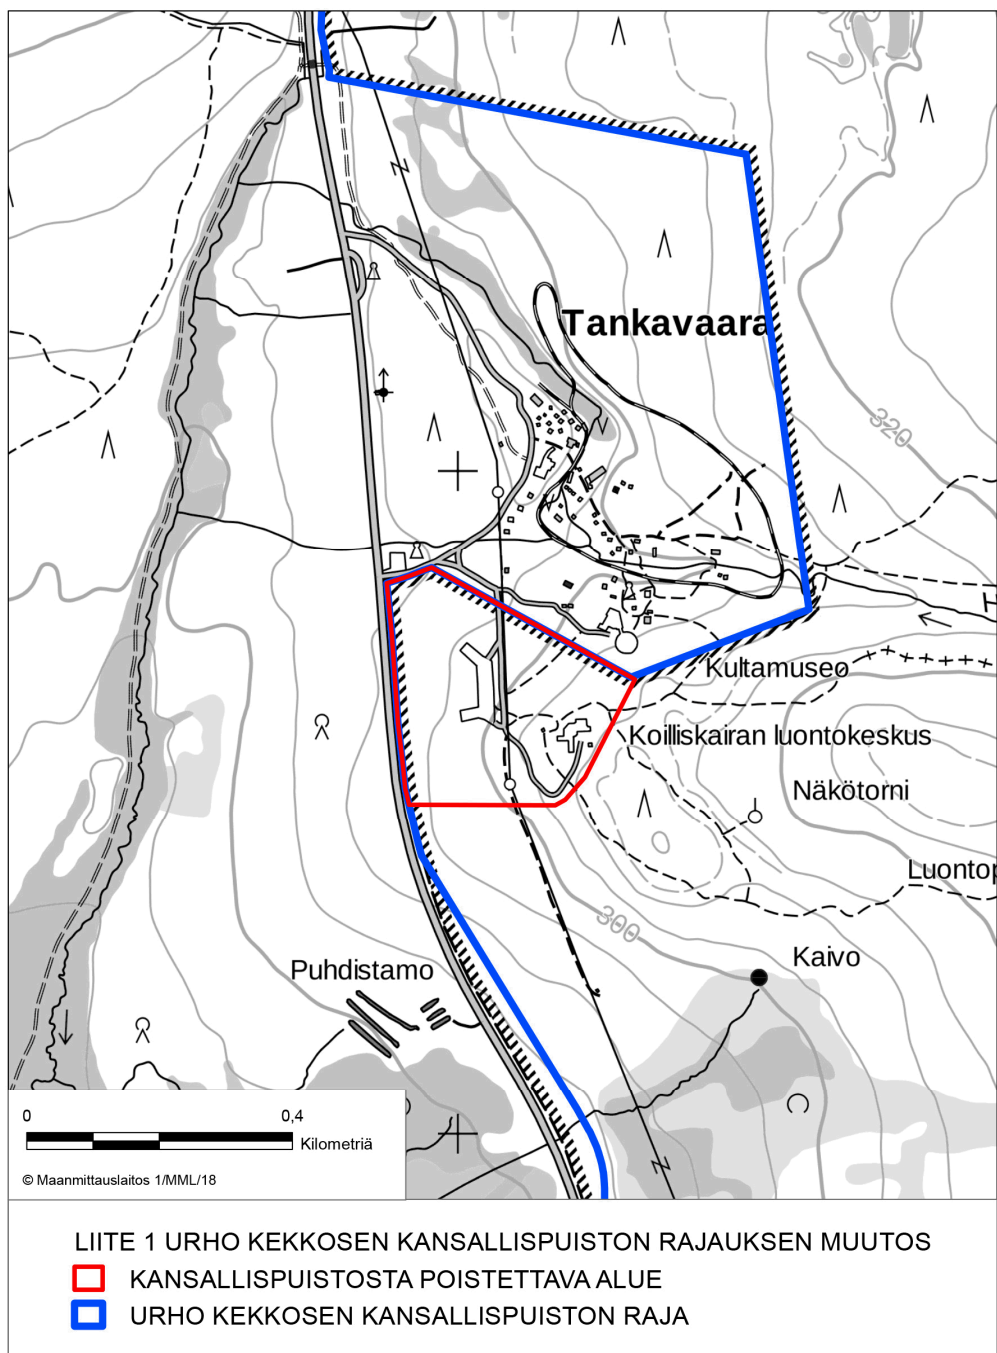 Tankavaara
320
H
Kultamuseo
Koilliskairan luontokeskus
Näkötorni
Luontop
300
Kaivo
Puhdistamo
0 0,4
Kilometriä
© Maanmittauslaitos 1/MML/18
LIITE 1 URHO KEKKOSEN KANSALLISPUISTON RAJAUKSEN MUUTOS
KANSALLISPUISTOSTA POISTETTAVA ALUE
URHO KEKKOSEN KANSALLISPUISTON RAJA